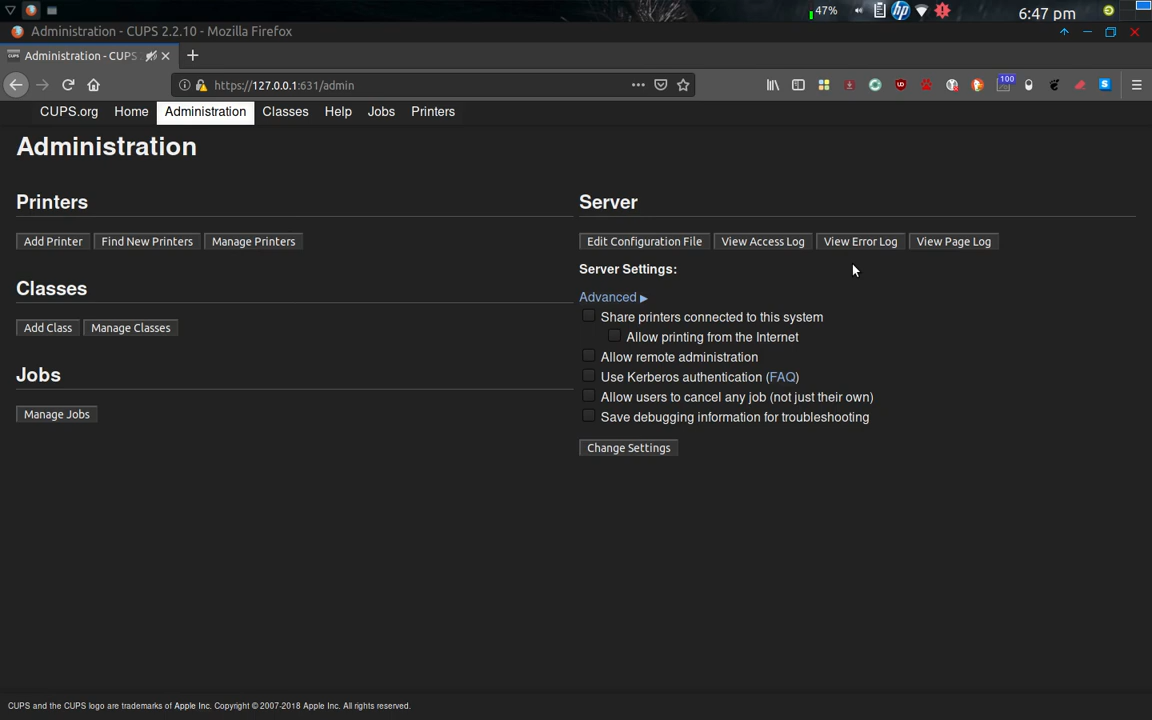 47%
100
6:47 pm
Administration - CUPS 2.2.10 - Mozilla Firefox
Administration - CUPS
https://127.0.0.1:631/admin
CUPS.org Home Administration Classes Help Jobs Printers
Administration
Printers
Add Printer Find New Printers Manage Printers
Classes
Add Class Manage Classes
Jobs
Manage Jobs
Server
Edit Configuration File View Access Log View Error Log View Page Log
Server Settings:
Advanced ▶
Share printers connected to this system
Allow printing from the Internet
Allow remote administration
Use Kerberos authentication (FAQ)
Allow users to cancel any job (not just their own)
Save debugging information for troubleshooting
Change Settings
CUPS and the CUPS logo are trademarks of Apple Inc. Copyright © 2007-2018 Apple Inc. All rights reserved.